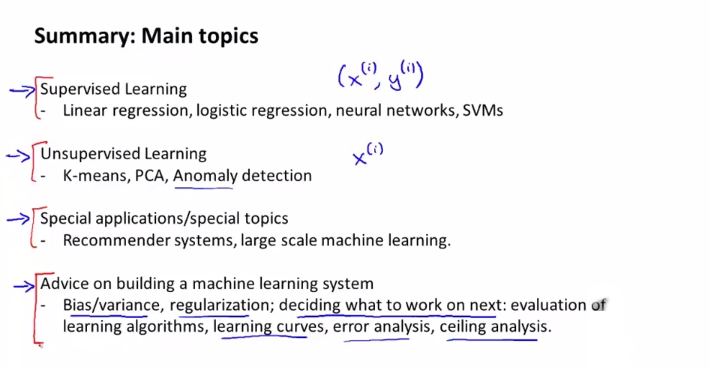 Summary: Main topics
Supervised Learning (x^(i), y^(i))
- Linear regression, logistic regression, neural networks, SVMs
Unsupervised Learning x^(i)
- K-means, PCA, Anomaly detection
Special applications/special topics
- Recommender systems, large scale machine learning.
Advice on building a machine learning system
- Bias/variance, regularization; deciding what to work on next: evaluation of
learning algorithms, learning curves, error analysis, ceiling analysis.